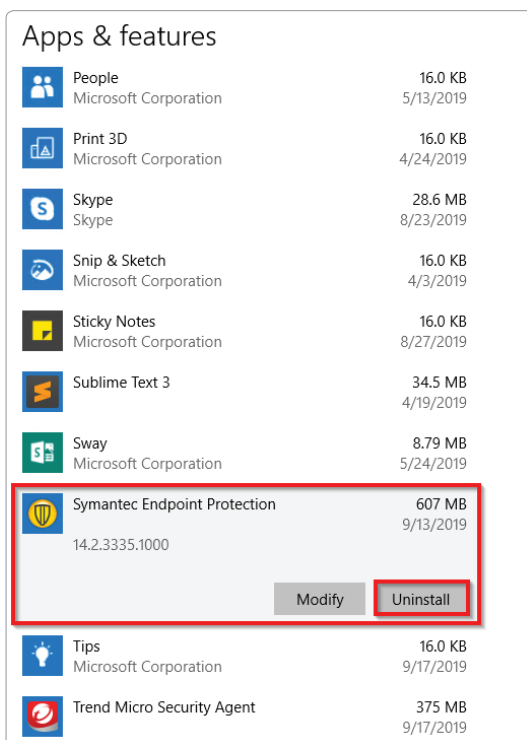 Apps & features
People 16.0 KB
Microsoft Corporation 5/13/2019
Print 3D 16.0 KB
Microsoft Corporation 4/24/2019
Skype 28.6 MB
Skype 8/23/2019
Snip & Sketch 16.0 KB
Microsoft Corporation 4/3/2019
Sticky Notes 16.0 KB
Microsoft Corporation 8/27/2019
Sublime Text 3 34.5 MB
4/19/2019
Sway 8.79 MB
Microsoft Corporation 5/24/2019
Symantec Endpoint Protection 607 MB
9/13/2019
14.2.3335.1000
Modify Uninstall
Tips 16.0 KB
Microsoft Corporation 9/17/2019
Trend Micro Security Agent 375 MB
9/17/2019